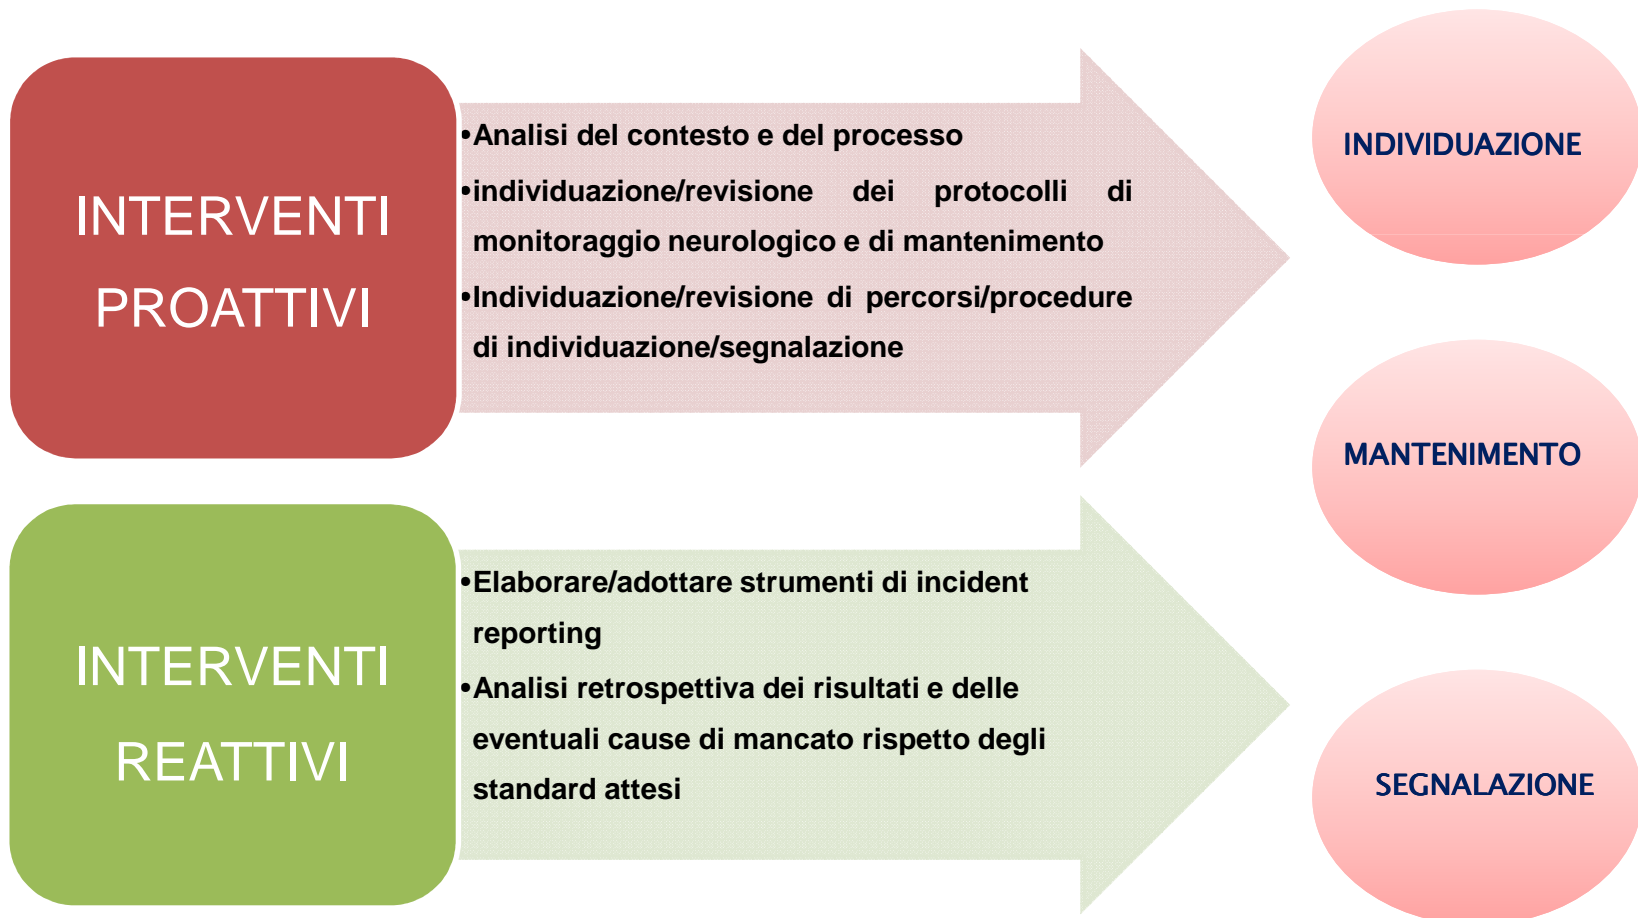 INTERVENTI
PROATTIVI
•Analisi del contesto e del processo
•individuazione/revisione dei protocolli di
monitoraggio neurologico e di mantenimento
•Individuazione/revisione di percorsi/procedure
di individuazione/segnalazione
INTERVENTI
REATTIVI
•Elaborare/adottare strumenti di incident
reporting
•Analisi retrospettiva dei risultati e delle
eventuali cause di mancato rispetto degli
standard attesi
INDIVIDUAZIONE
MANTENIMENTO
SEGNALAZIONE